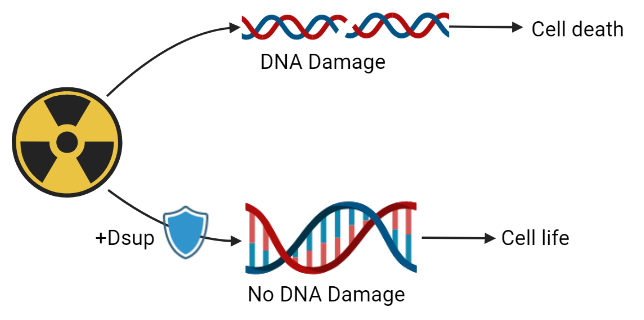 Cell death
DNA Damage
+Dsup
Cell life
No DNA Damage